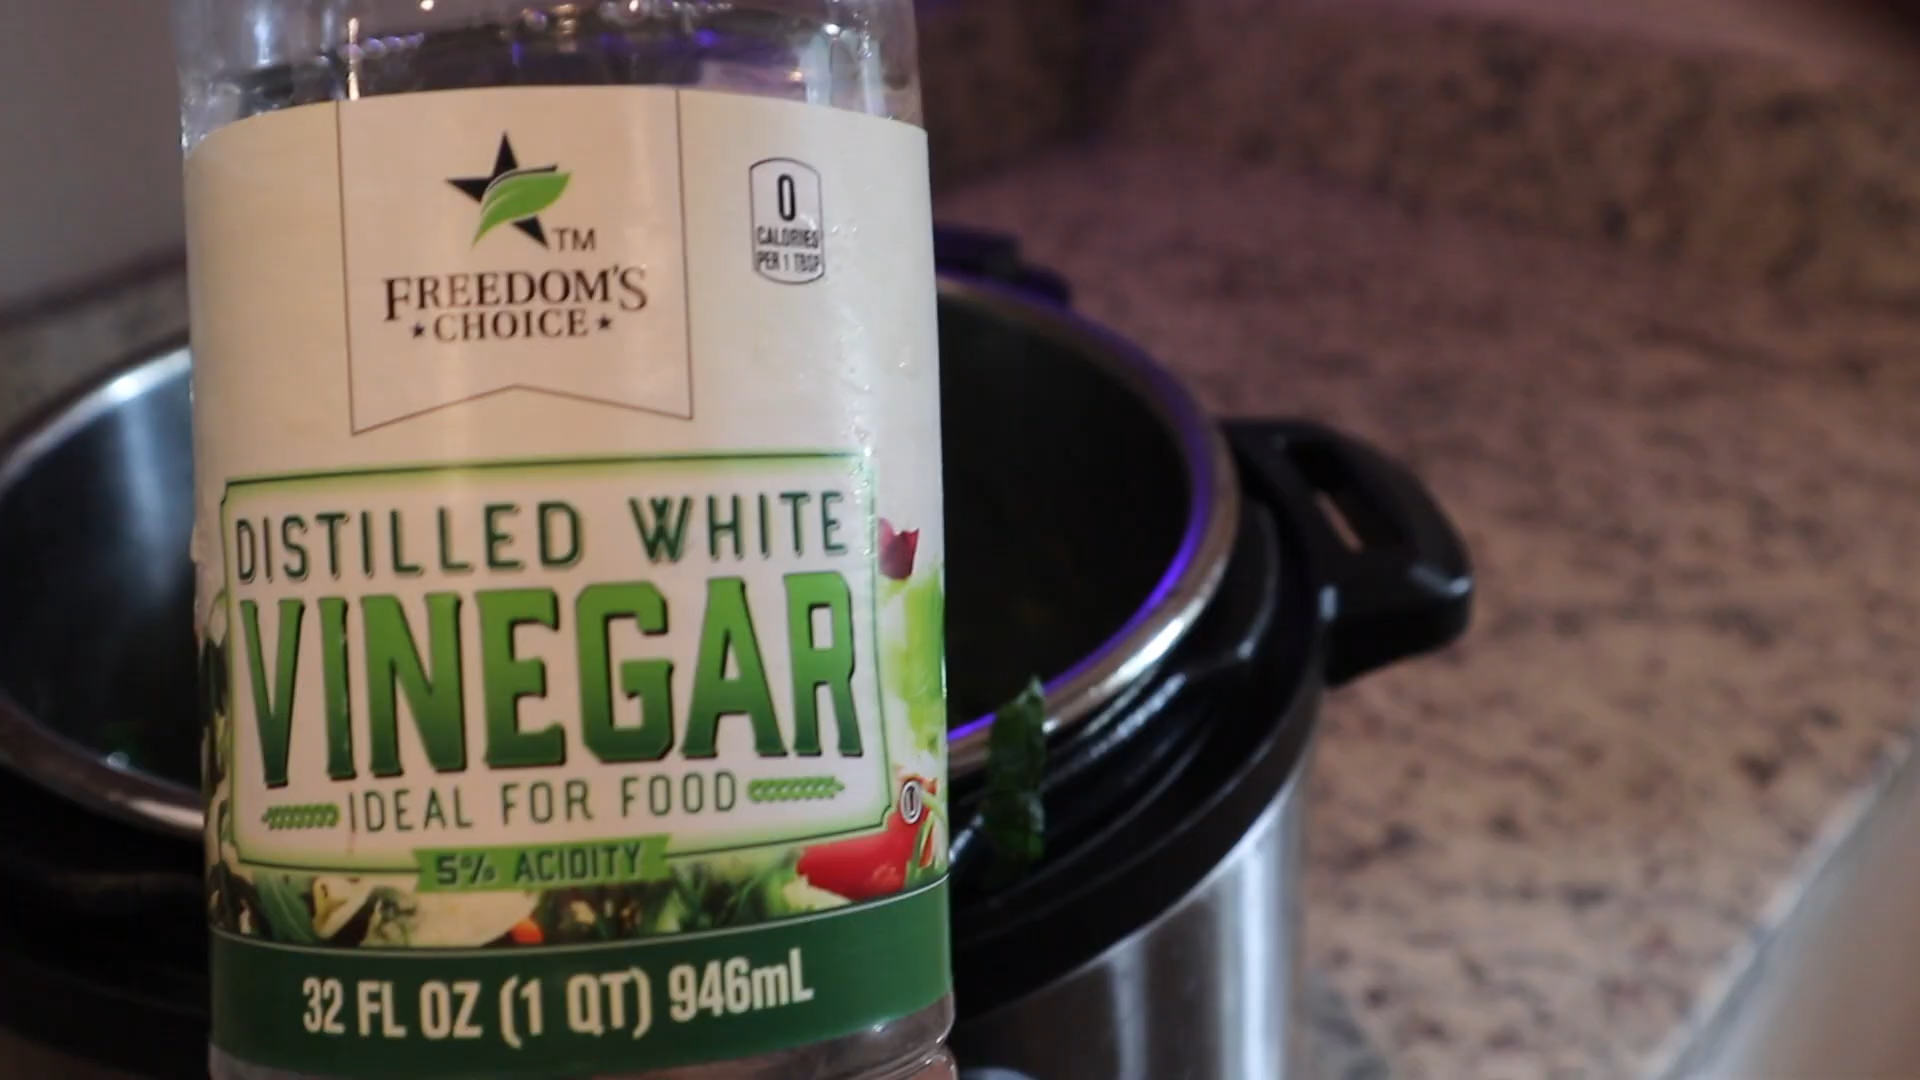 TM
FREEDOM'S
★CHOICE★
0
CALORIES
PER 1 TBSP
DISTILLED WHITE
VINEGAR
IDEAL FOR FOOD
5% ACIDITY
32 FL OZ (1 QT) 946mL